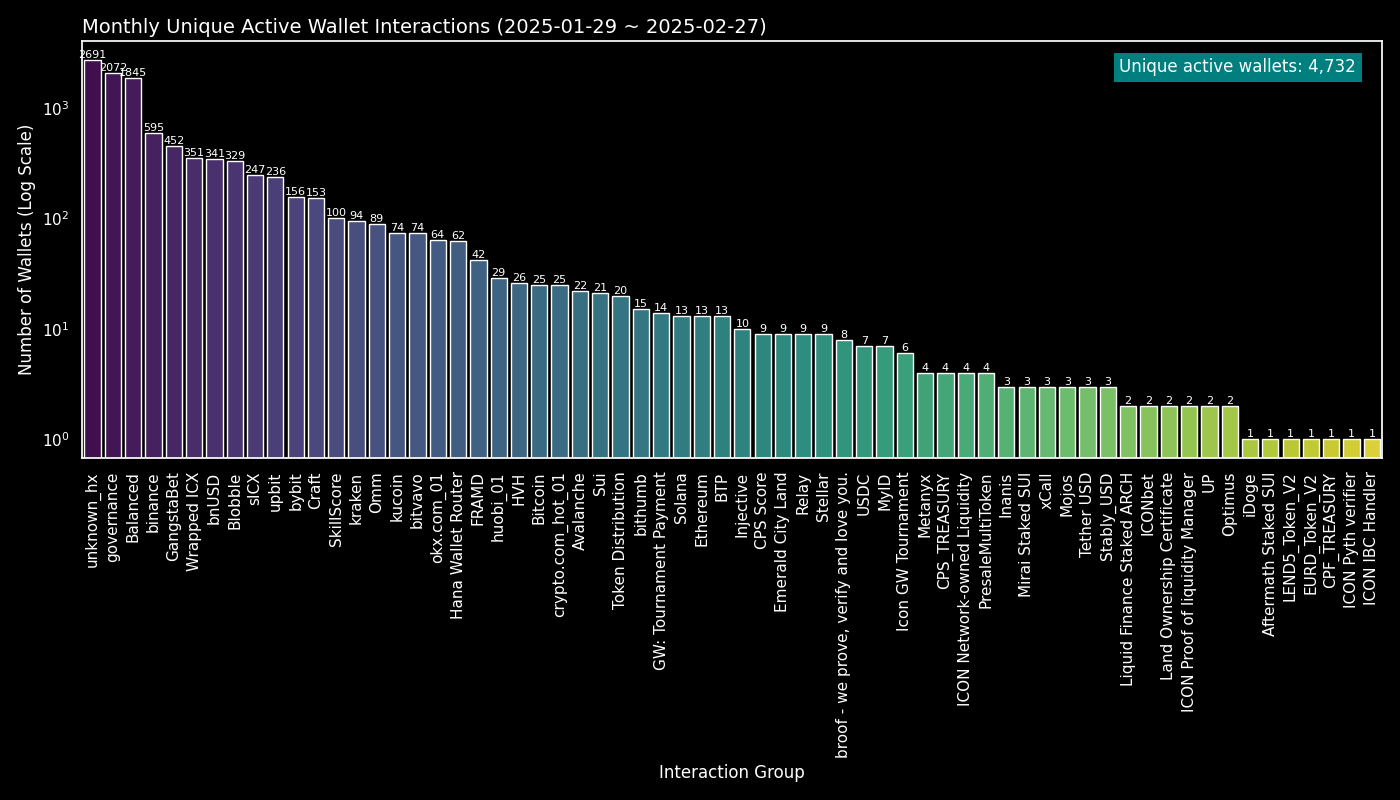 Monthly Unique Active Wallet Interactions (2025-01-29 ~ 2025-02-27)
Unique active wallets: 4,732
Number of Wallets (Log Scale)
10³
10²
10¹
10⁰
2691
2072
1845
595
452
351
341
329
247
236
156
153
100
94
89
74
74
64
62
42
29
26
25
25
22
21
20
15
14
13
13
13
10
9
9
9
9
8
7
7
6
4
4
4
4
3
3
3
3
3
3
2
2
2
2
2
2
1
1
1
1
1
1
1
unknown_hx
governance
Balanced
binance
GangstaBet
Wrapped ICX
bnUSD
Blobble
sICX
upbit
bybit
Craft
SkillScore
kraken
Omm
kucoin
bitvavo
okx.com_01
Hana Wallet Router
FRAMD
huobi_01
HVH
Bitcoin
crypto.com_hot_01
Avalanche
Sui
Token Distribution
bithumb
GW: Tournament Payment
Solana
Ethereum
BTP
Injective
CPS Score
Emerald City Land
Relay
Stellar
broof - we prove, verify and love you.
USDC
MyID
Icon GW Tournament
Metanyx
CPS_TREASURY
ICON Network-owned Liquidity
PresaleMultiToken
Inanis
Mirai Staked SUI
xCall
Mojos
Tether USD
Stably_USD
Liquid Finance Staked ARCH
ICONbet
Land Ownership Certificate
ICON Proof of liquidity Manager
UP
Optimus
iDoge
Aftermath Staked SUI
LEND5_Token_V2
EURD_Token_V2
CPF_TREASURY
ICON Pyth verifier
ICON IBC Handler
Interaction Group